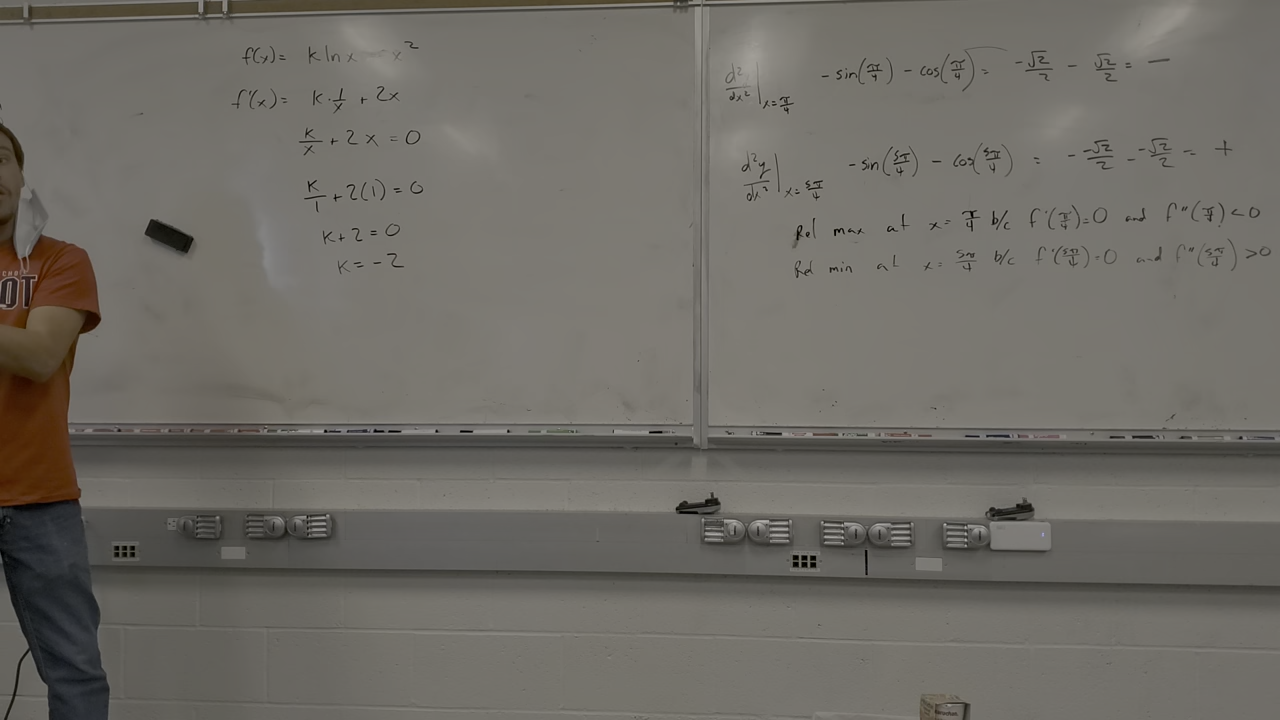 f(x)= k ln x x²
f'(x)= k·1/x + 2x
k/x + 2x = 0
k/1 + 2(1) = 0
k+2 = 0
k = -2
d²y/dx² | x=π/4 -sin(π/4) - cos(π/4) = -√2/2 - √2/2 = -
d²y/dx² | x=5π/4 -sin(5π/4) - cos(5π/4) = - -√2/2 - -√2/2 = +
Rel max at x= π/4 b/c f'(π/4)=0 and f"(π/4)<0
Rel min at x= 5π/4 b/c f'(5π/4)=0 and f"(5π/4)>0
OT